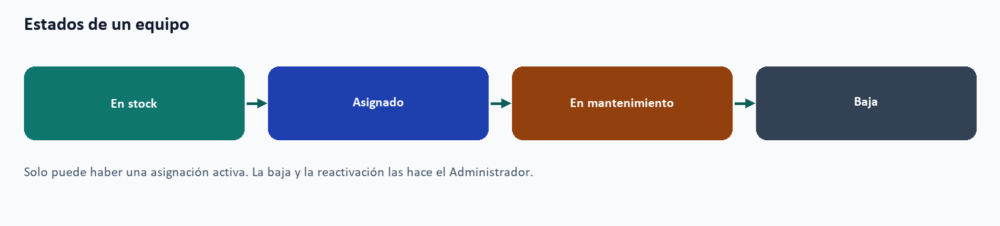 Estados de un equipo
En stock
Asignado
En mantenimiento
Baja
Solo puede haber una asignación activa. La baja y la reactivación las hace el Administrador.